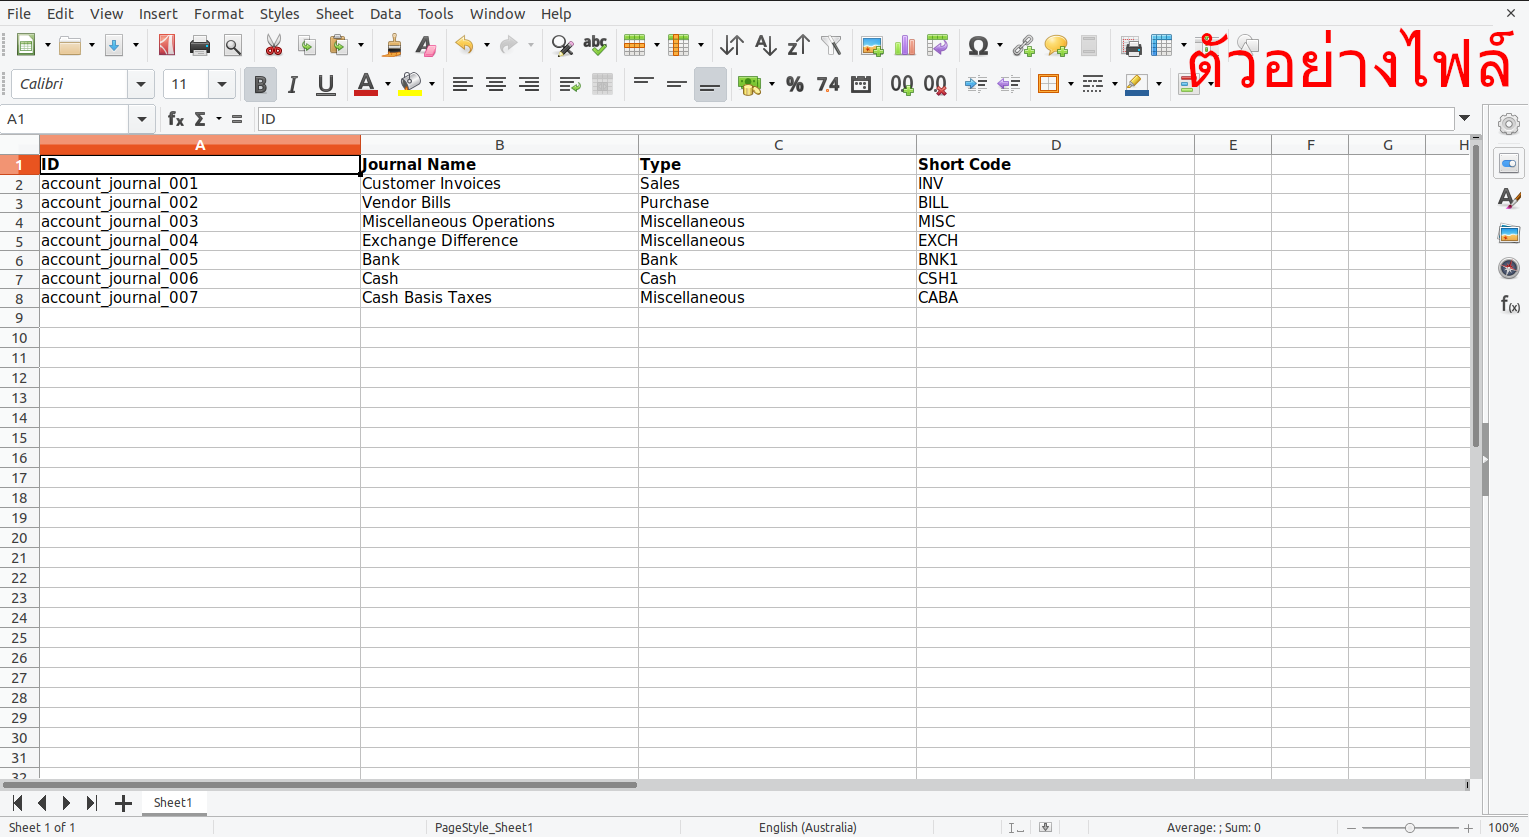 File Edit View Insert Format Styles Sheet Data Tools Window Help
ตัวอย่างไฟล์
Calibri 11
A1 ID
A B C D E F G H
1 ID Journal Name Type Short Code
2 account_journal_001 Customer Invoices Sales INV
3 account_journal_002 Vendor Bills Purchase BILL
4 account_journal_003 Miscellaneous Operations Miscellaneous MISC
5 account_journal_004 Exchange Difference Miscellaneous EXCH
6 account_journal_005 Bank Bank BNK1
7 account_journal_006 Cash Cash CSH1
8 account_journal_007 Cash Basis Taxes Miscellaneous CABA
9
10
11
12
13
14
15
16
17
18
19
20
21
22
23
24
25
26
27
28
29
30
31
32
Sheet1
Sheet 1 of 1 PageStyle_Sheet1 English (Australia) Average: ; Sum: 0 100%